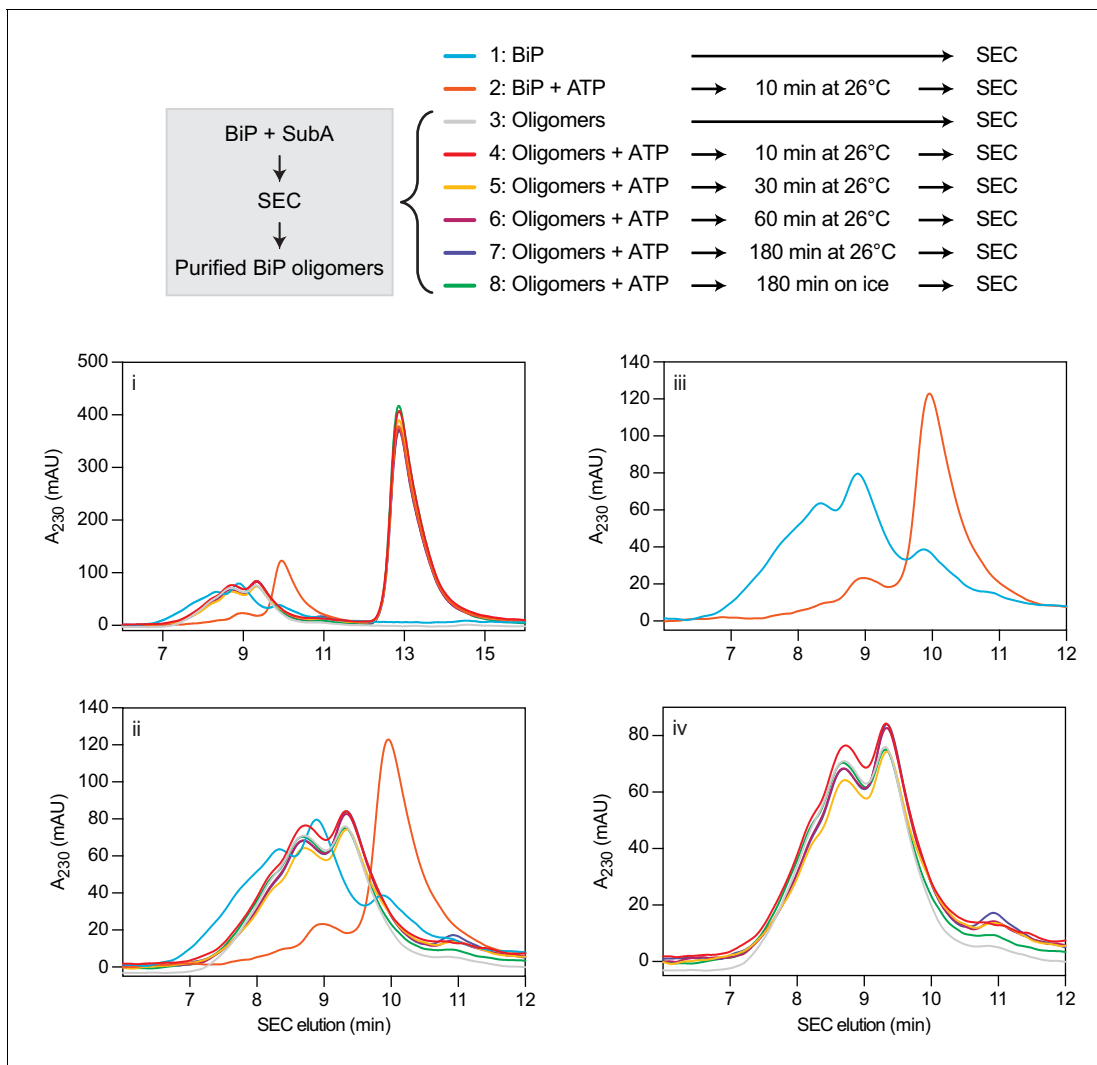 1: BiP → SEC
2: BiP + ATP → 10 min at 26°C → SEC
3: Oligomers → SEC
4: Oligomers + ATP → 10 min at 26°C → SEC
5: Oligomers + ATP → 30 min at 26°C → SEC
6: Oligomers + ATP → 60 min at 26°C → SEC
7: Oligomers + ATP → 180 min at 26°C → SEC
8: Oligomers + ATP → 180 min on ice → SEC
BiP + SubA
↓
SEC
↓
Purified BiP oligomers
i
A230 (mAU)
500
400
300
200
100
0
7 9 11 13 15
iii
A230 (mAU)
140
120
100
80
60
40
20
0
7 8 9 10 11 12
ii
A230 (mAU)
140
120
100
80
60
40
20
0
7 8 9 10 11 12
SEC elution (min)
iv
A230 (mAU)
80
60
40
20
0
7 8 9 10 11 12
SEC elution (min)